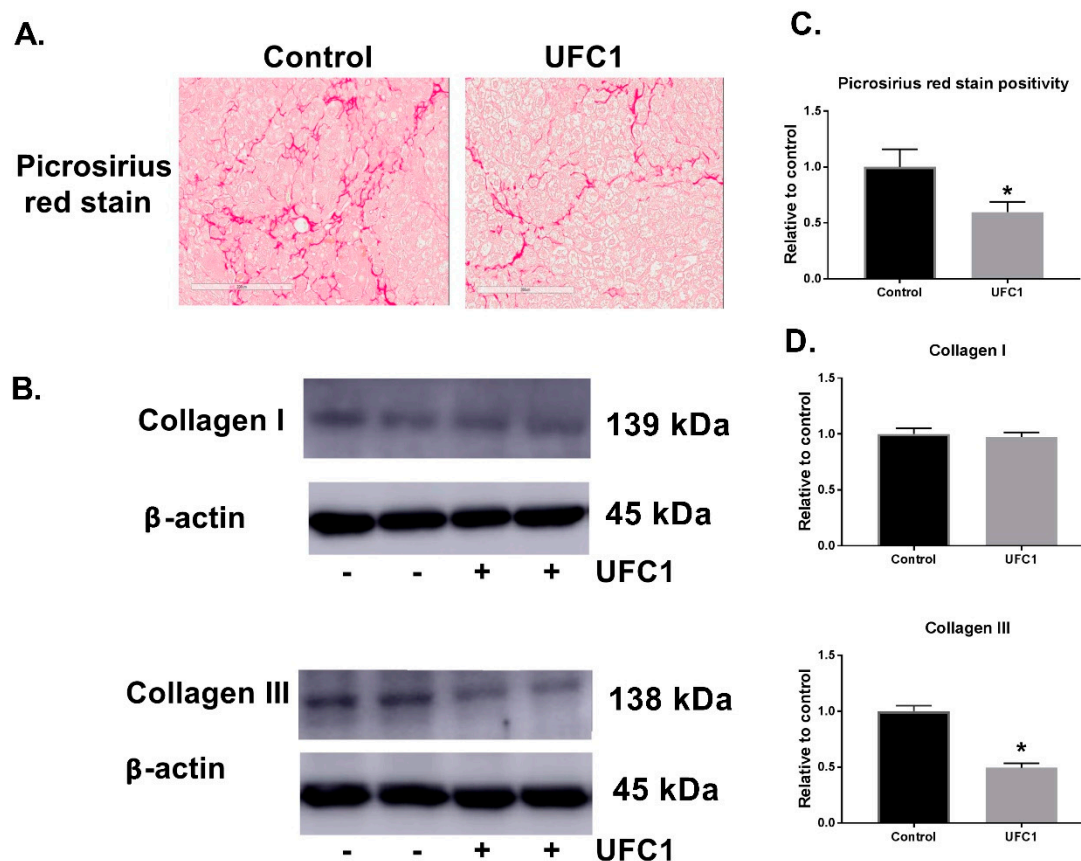 A.
Control
UFC1
Picrosirius
red stain
B.
Collagen I
139 kDa
β-actin
45 kDa
- - + + UFC1
Collagen III
138 kDa
β-actin
45 kDa
- - + + UFC1
C.
Picrosirius red stain positivity
Relative to control
1.5
1.0
0.5
0.0
*
Control UFC1
D.
Collagen I
Relative to control
1.5
1.0
0.5
0.0
Control UFC1
Collagen III
Relative to control
1.5
1.0
0.5
0.0
*
Control UFC1